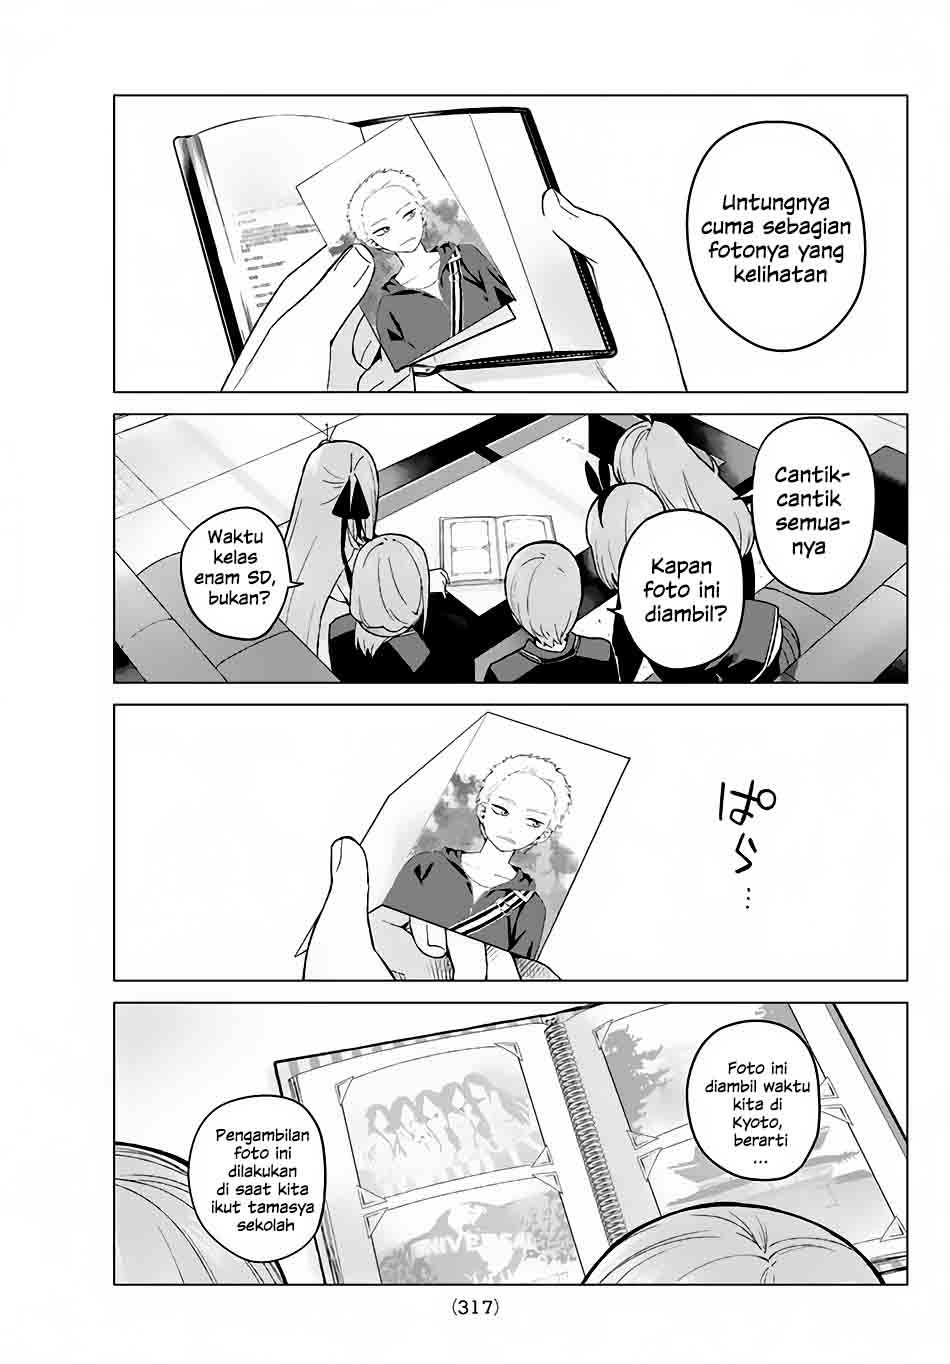 Untungnya
cuma sebagian
fotonya yang
kelihatan
Cantik-
cantik
semua-
nya
Kapan
foto ini
diambil?
Waktu
kelas
enam SD,
bukan?
ぱら…
Foto ini
diambil waktu
kita di
Kyoto,
berarti
...
Pengambilan
foto ini
dilakukan
di saat kita
ikut tamasya
sekolah
UNIVERSAL
(317)